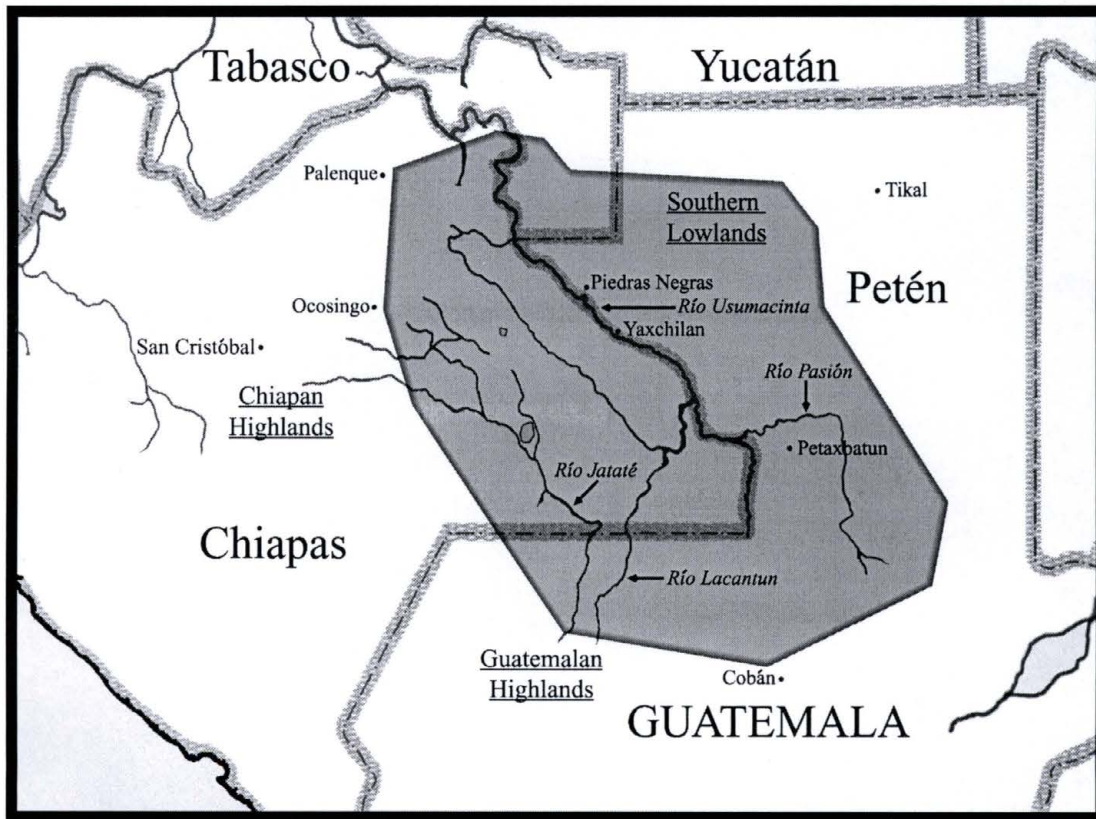 Tabasco
Yucatán
Palenque
Tikal
Southern
Lowlands
Petén
Piedras Negras
Río Usumacinta
Ocosingo
Yaxchilan
San Cristóbal
Río Pasión
Chiapan
Highlands
Petaxbatun
Río Jataté
Chiapas
Río Lacantun
Guatemalan
Highlands
Cobán
GUATEMALA